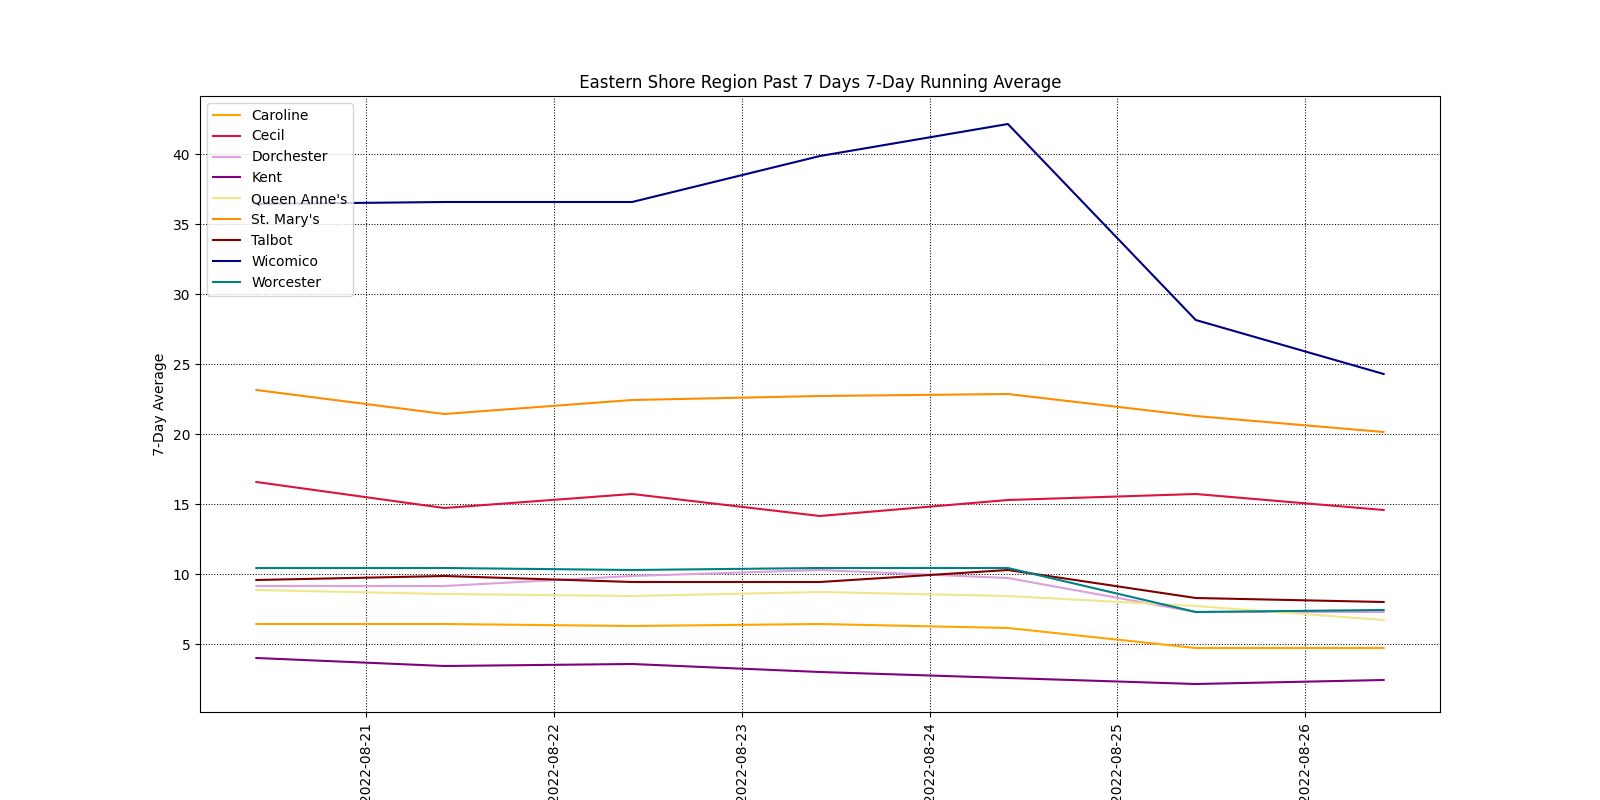 Eastern Shore Region Past 7 Days 7-Day Running Average
Caroline
Cecil
Dorchester
Kent
Queen Anne's
St. Mary's
Talbot
Wicomico
Worcester
7-Day Average
40
35
30
25
20
15
10
5
2022-08-21
2022-08-22
2022-08-23
2022-08-24
2022-08-25
2022-08-26